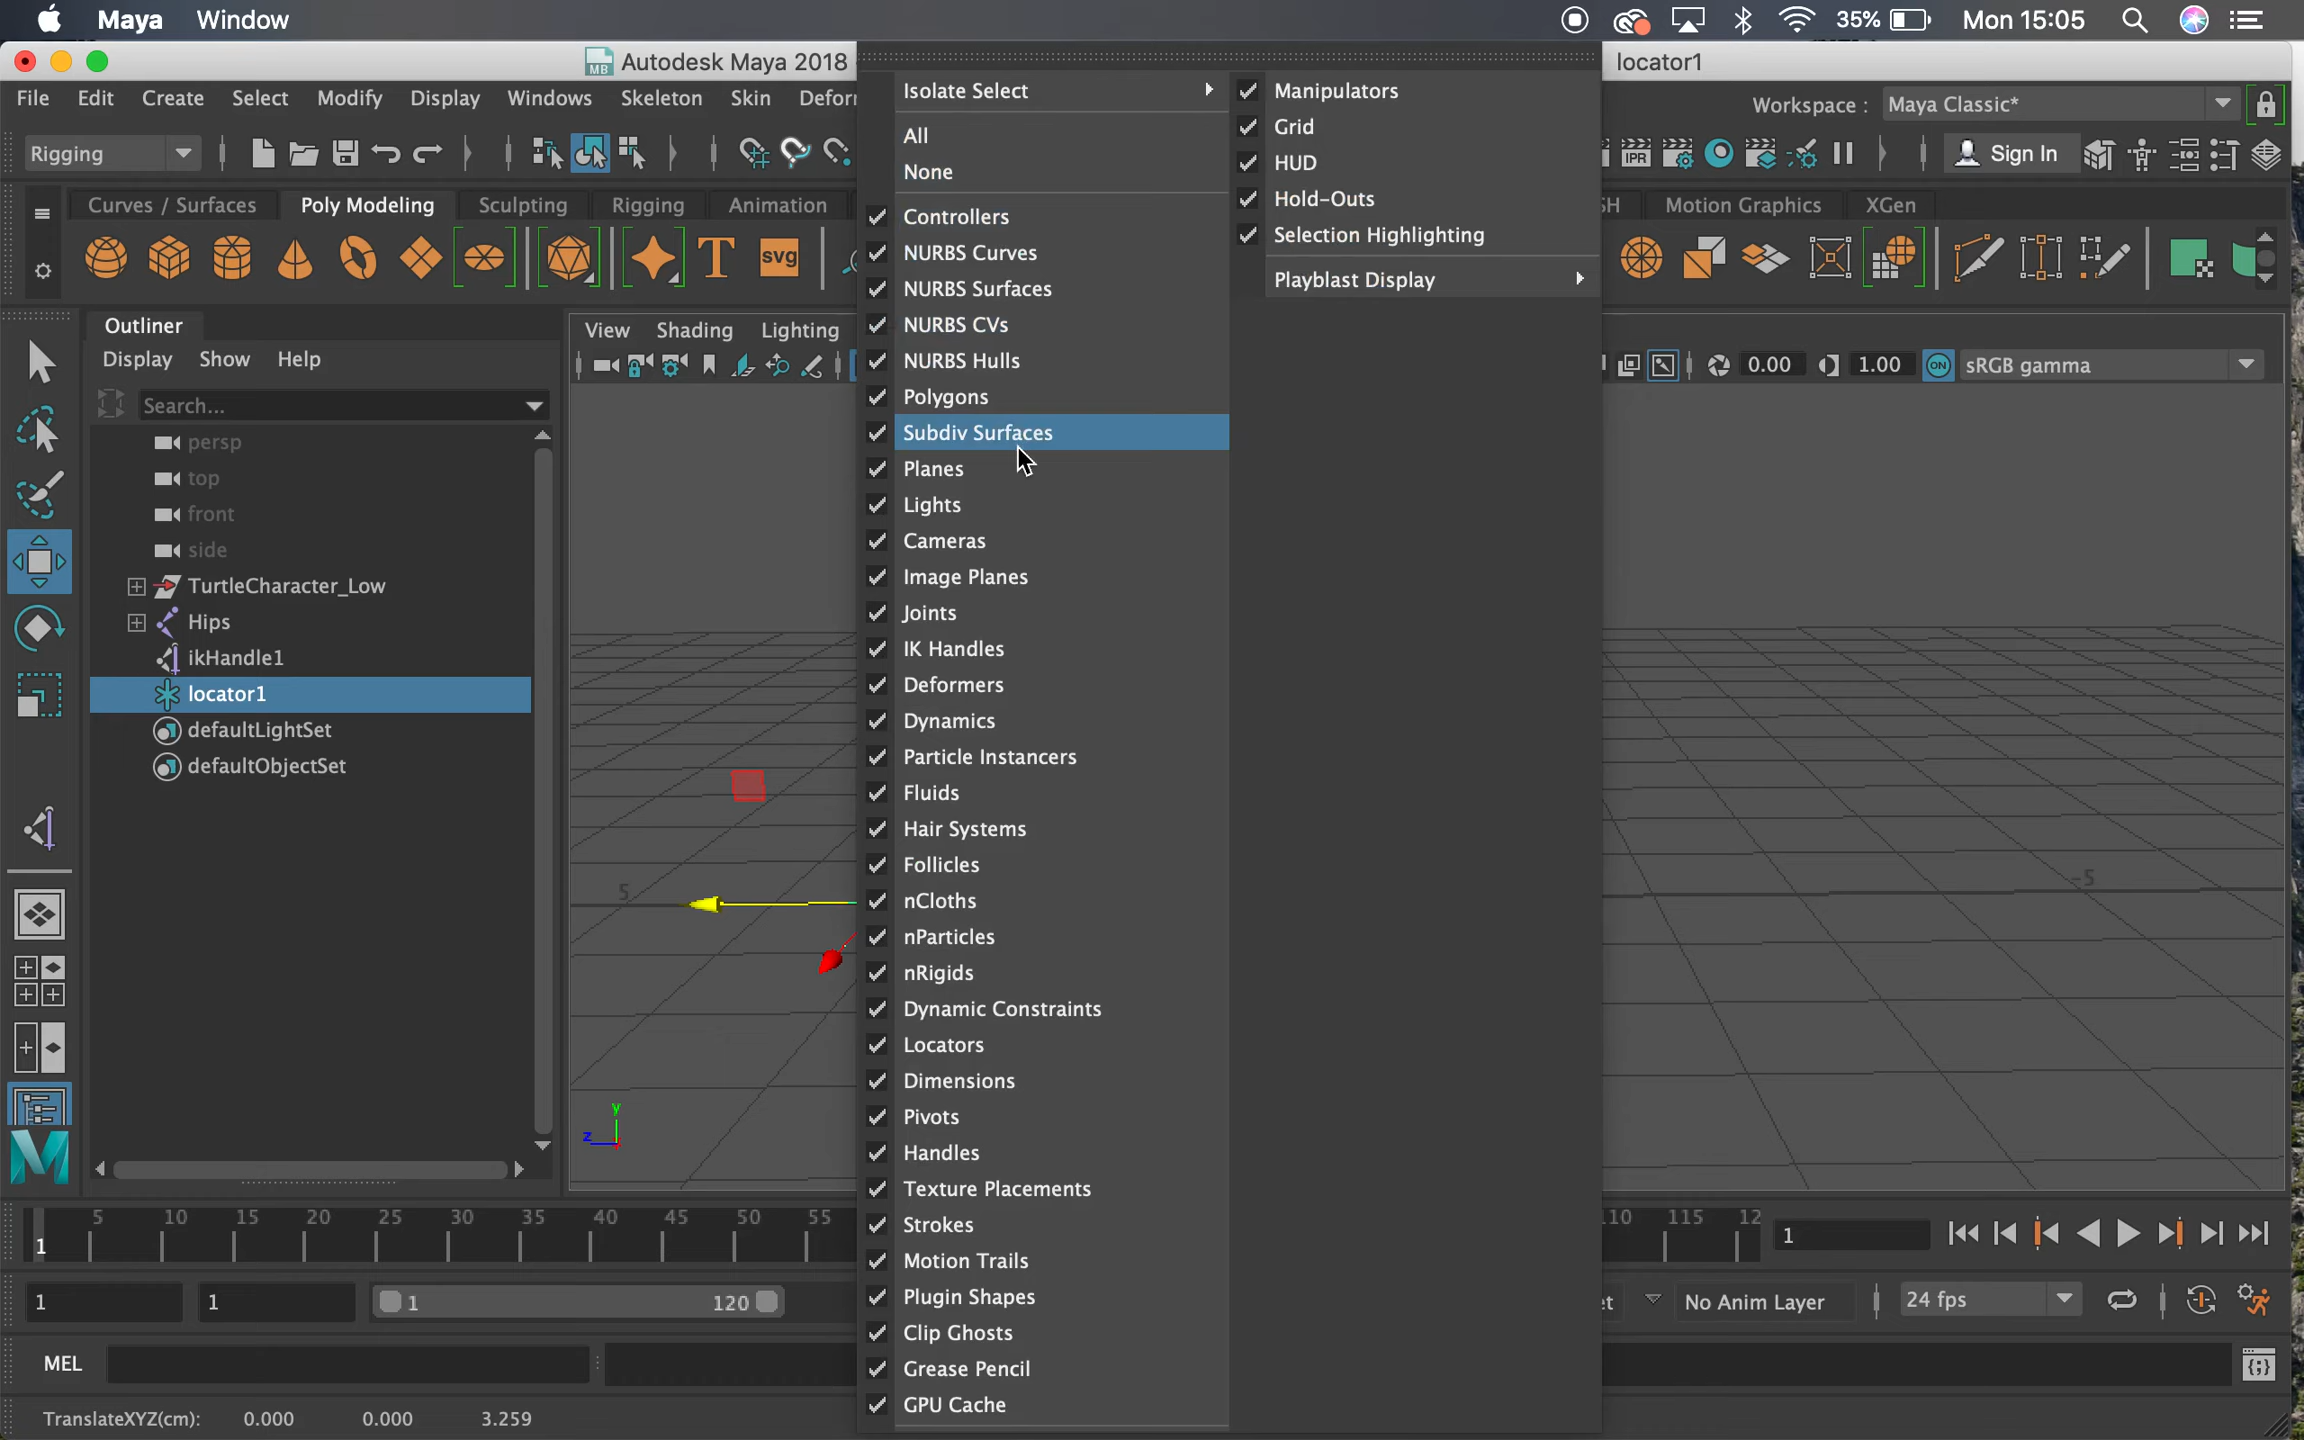 Maya Window 35% Mon 15:05
MB Autodesk Maya 2018 locator1
File Edit Create Select Modify Display Windows Skeleton Skin Defor
Workspace : Maya Classic*
Rigging
IPR
Sign In
Curves / Surfaces Poly Modeling Sculpting Rigging Animation
Motion Graphics XGen
T svg
Outliner
Display Show Help
Search...
persp
top
front
side
TurtleCharacter_Low
Hips
ikHandle1
locator1
defaultLightSet
defaultObjectSet
View Shading Lighting
0.00 1.00 ON sRGB gamma
Isolate Select
All
None
Controllers
NURBS Curves
NURBS Surfaces
NURBS CVs
NURBS Hulls
Polygons
Subdiv Surfaces
Planes
Lights
Cameras
Image Planes
Joints
IK Handles
Deformers
Dynamics
Particle Instancers
Fluids
Hair Systems
Follicles
nCloths
nParticles
nRigids
Dynamic Constraints
Locators
Dimensions
Pivots
Handles
Texture Placements
Strokes
Motion Trails
Plugin Shapes
Clip Ghosts
Grease Pencil
GPU Cache
Manipulators
Grid
HUD
Hold-Outs
Selection Highlighting
Playblast Display
5 -5
y
z
5 10 15 20 25 30 35 40 45 50 55 110 115 12
1 1
1 1 1 120
No Anim Layer 24 fps
MEL
TranslateXYZ(cm): 0.000 0.000 3.259